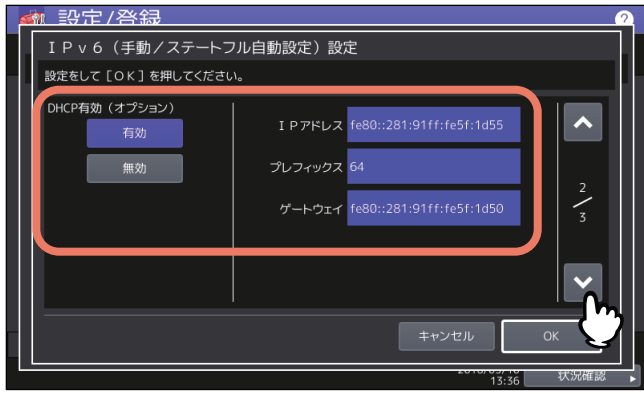 設定/登録
?
IPv6(手動/ステートフル自動設定)設定
設定をして[OK]を押してください。
DHCP有効(オプション)
有効
無効
IPアドレス fe80::281:91ff:fe5f:1d55
プレフィックス 64
ゲートウェイ fe80::281:91ff:fe5f:1d50
2/3
キャンセル
OK
13:36
状況確認